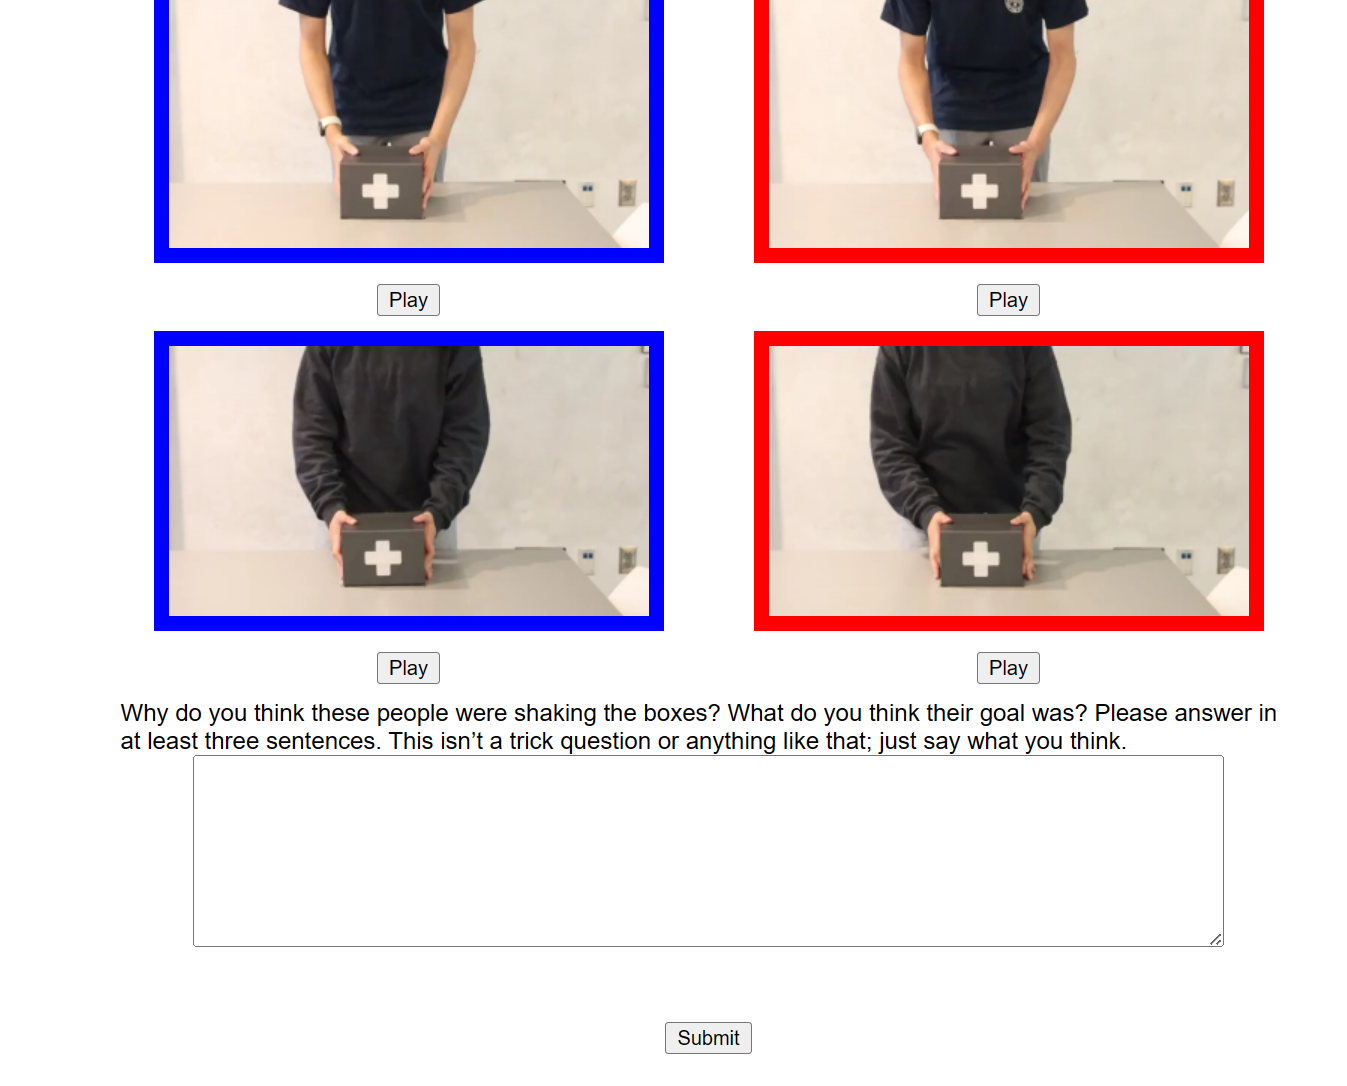 Play
Play
Play
Play
Why do you think these people were shaking the boxes? What do you think their goal was? Please answer in
at least three sentences. This isn’t a trick question or anything like that; just say what you think.
Submit